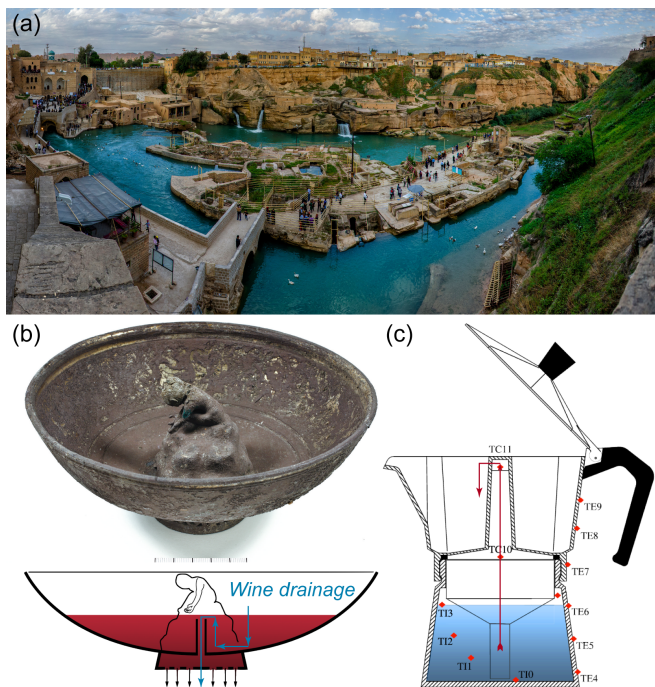 (a)
(b)
(c)
TC11
TE9
TE8
TC10
TE7
Wine drainage
TI3
TE6
TI2
TE5
TI1
TI0
TE4